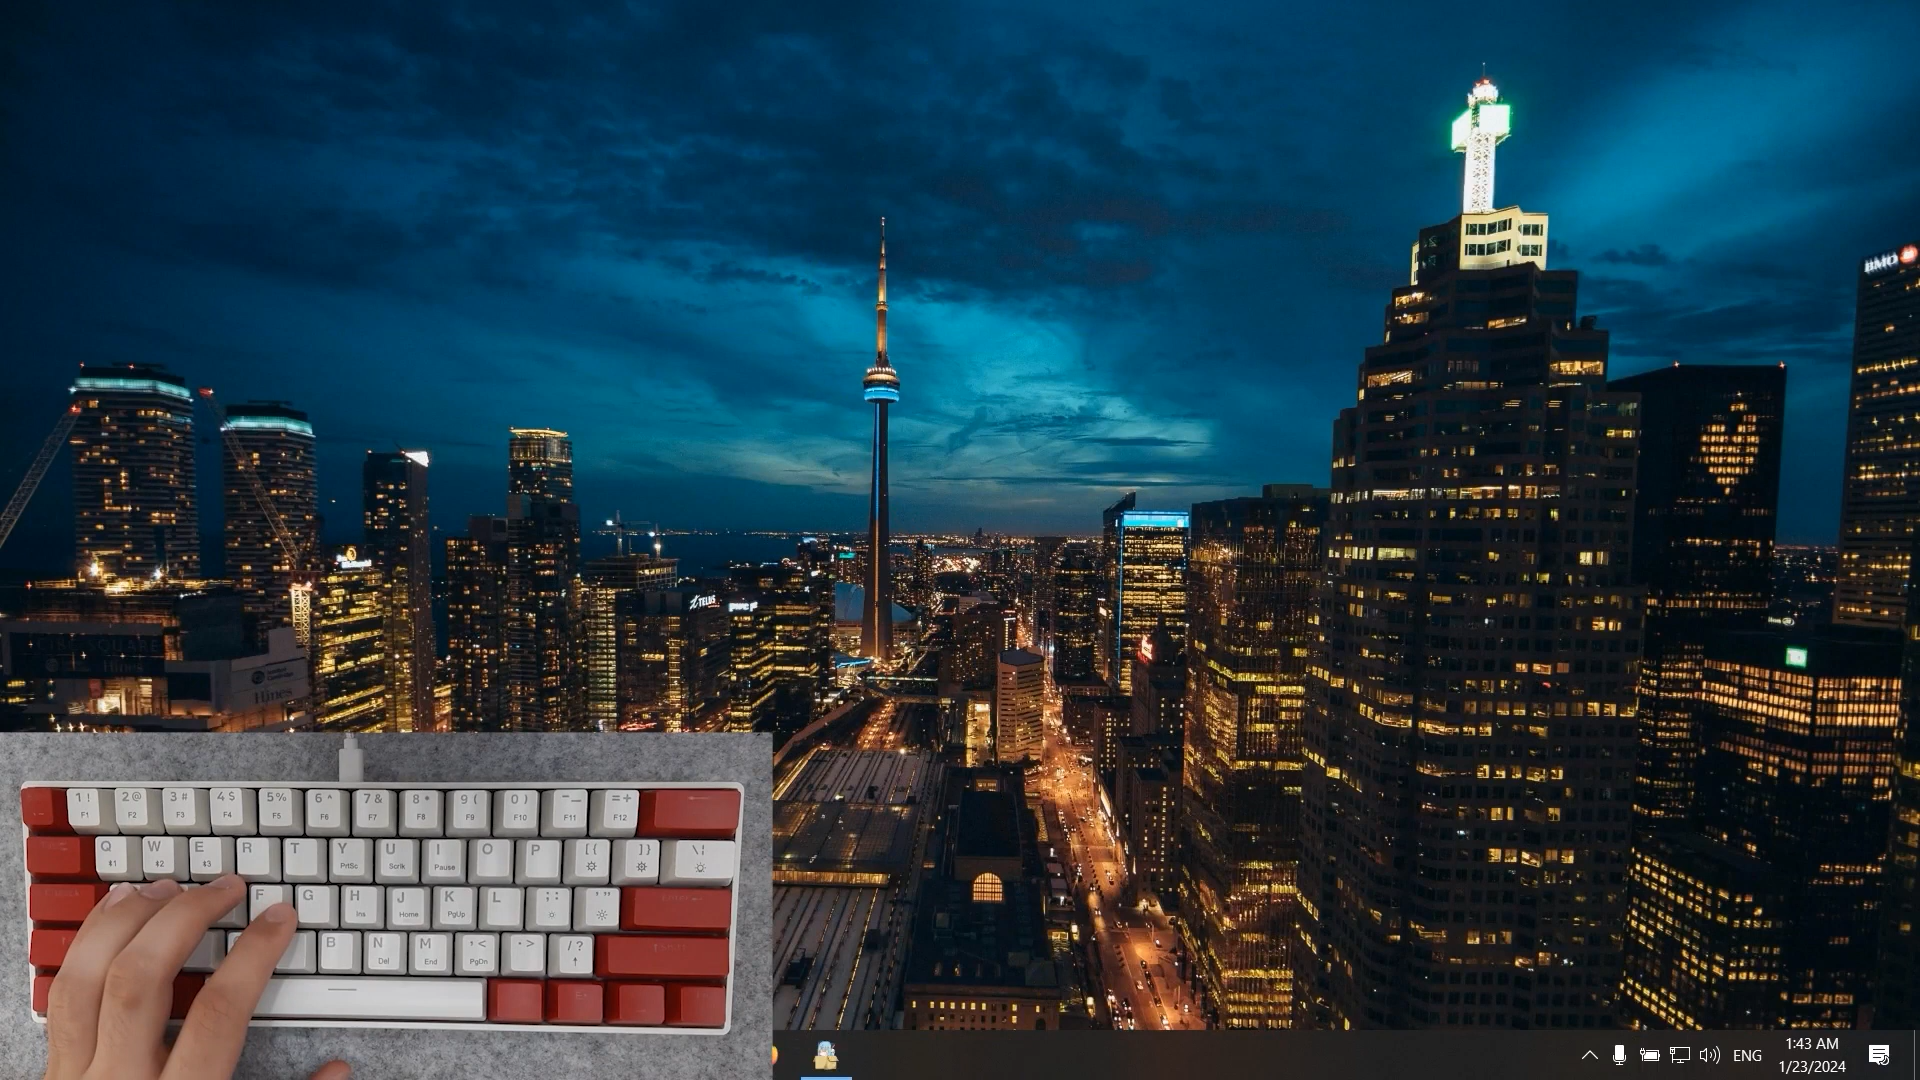 BMO
TELUS
pwc
Hines
1! 2@ 3# 4$ 5% 6^ 7& 8* 9( 0) =+
F1 F2 F3 F4 F5 F6 F7 F8 F9 F10 F11 F12
Q W E R T Y U I O P [{ ]} \¦
PrtSc Scrlk Pause
F G H J K L ;: '"
Ins Home PgUp
B N M ,< .> /?
Del End PgDn
ENG
1:43 AM
1/23/2024